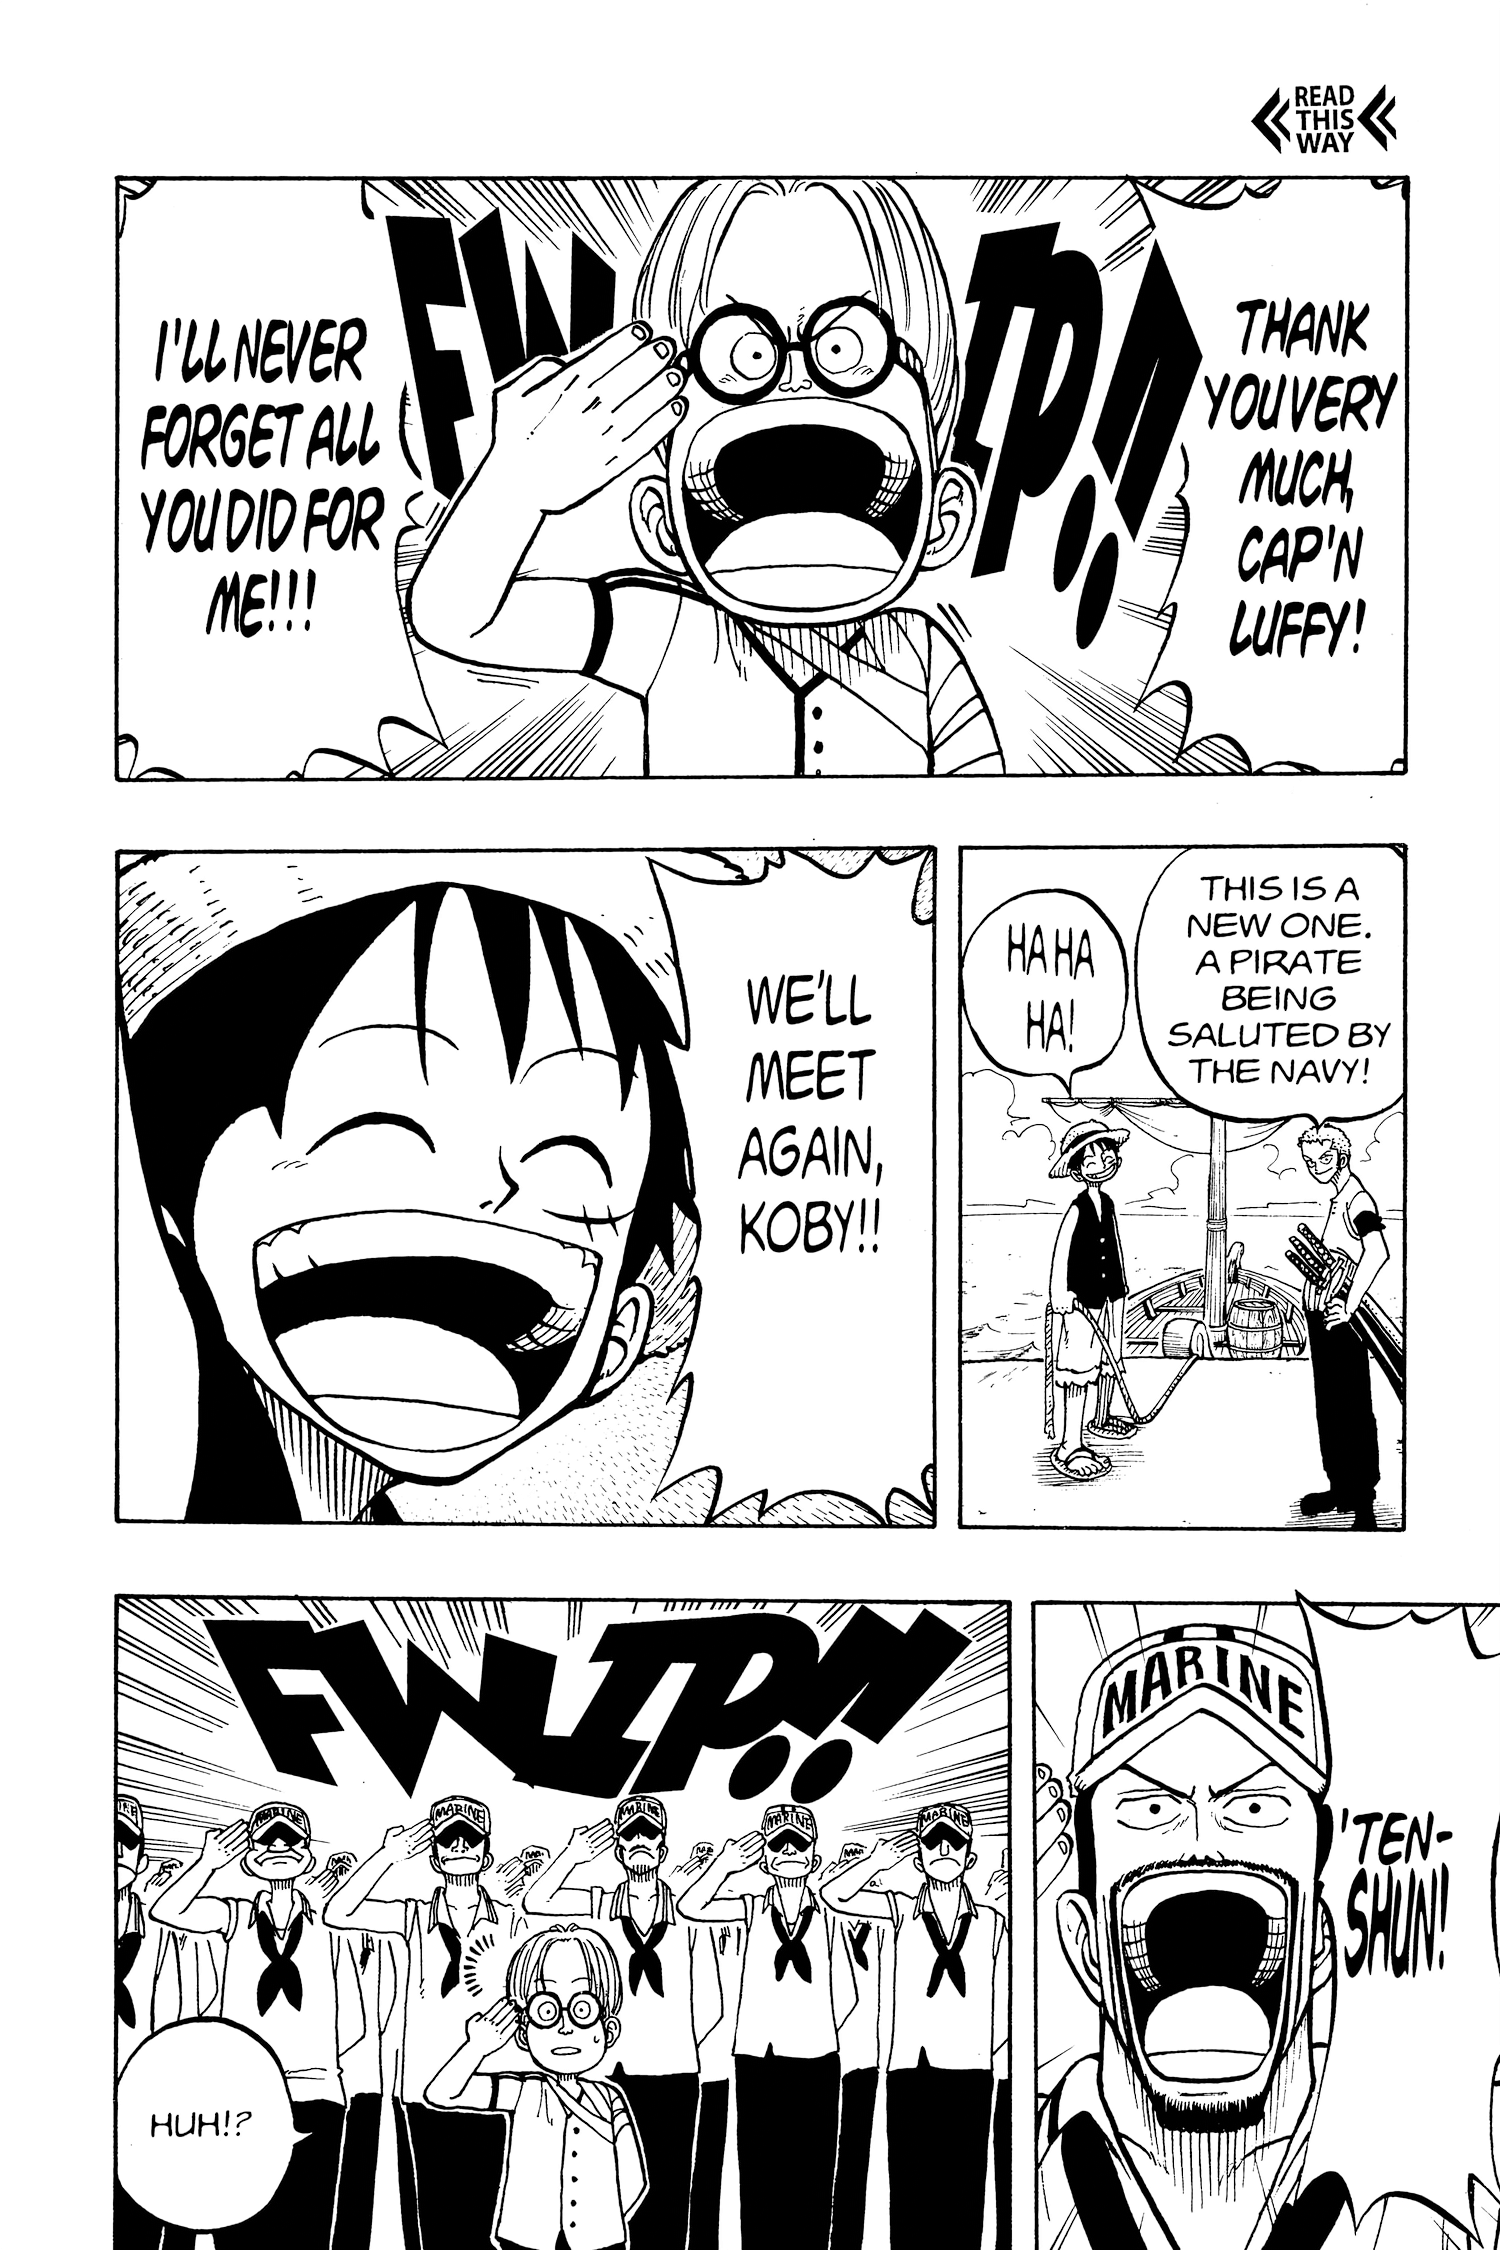 READ
THIS
WAY
THANK
YOU VERY
MUCH,
CAP'N
LUFFY!
FWIP!!
I'LL NEVER
FORGET ALL
YOU DID FOR
ME!!!
THIS IS A
NEW ONE.
A PIRATE
BEING
SALUTED BY
THE NAVY!
HA HA
HA!
WE'LL
MEET
AGAIN,
KOBY!!
MARINE
'TEN-
SHUN!
FWIP!!
MARINE
MARINE
MARINE
MARINE
MARINE
HUH!?